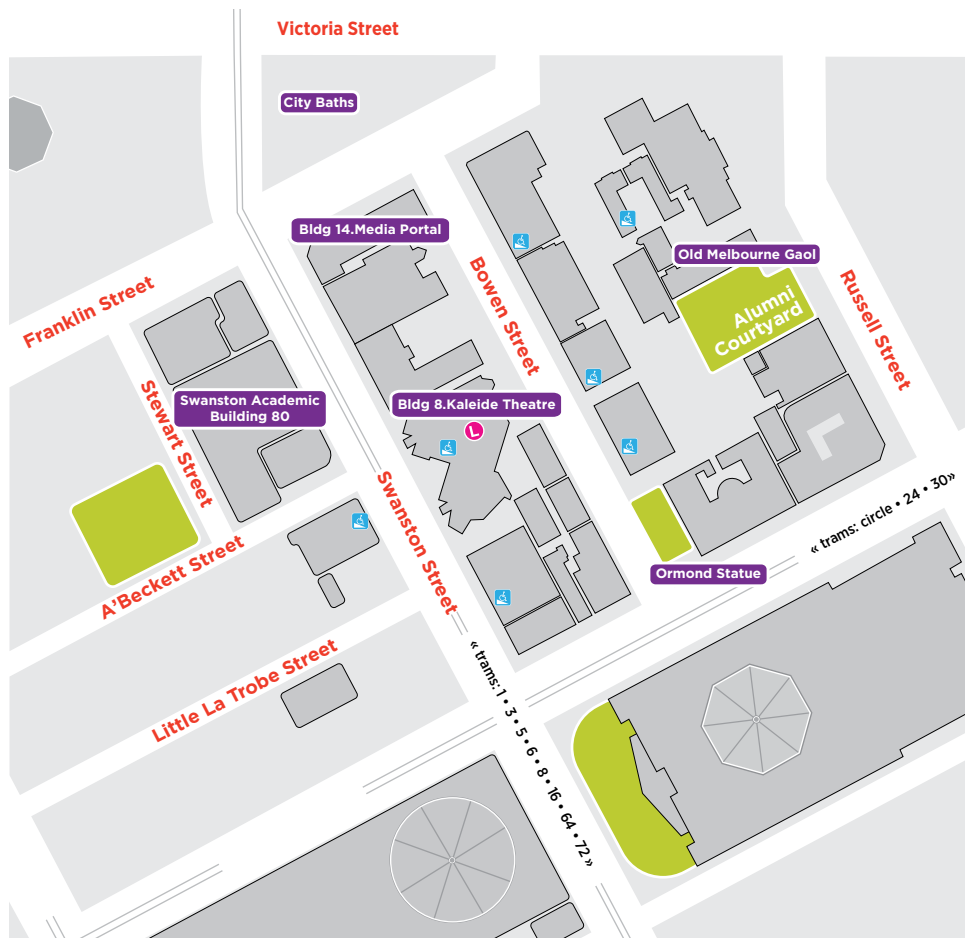 Victoria Street
City Baths
Bldg 14.Media Portal
Old Melbourne Gaol
Bowen Street
Alumni
Courtyard
Russell Street
Franklin Street
Stewart Street
Swanston Academic
Building 80
Bldg 8.Kaleide Theatre
L
Swanston Street
« trams: circle • 24 • 30»
A’Beckett Street
Ormond Statue
Little La Trobe Street
« trams: 1 • 3 • 5 • 6 • 8 • 16 • 64 • 72 »